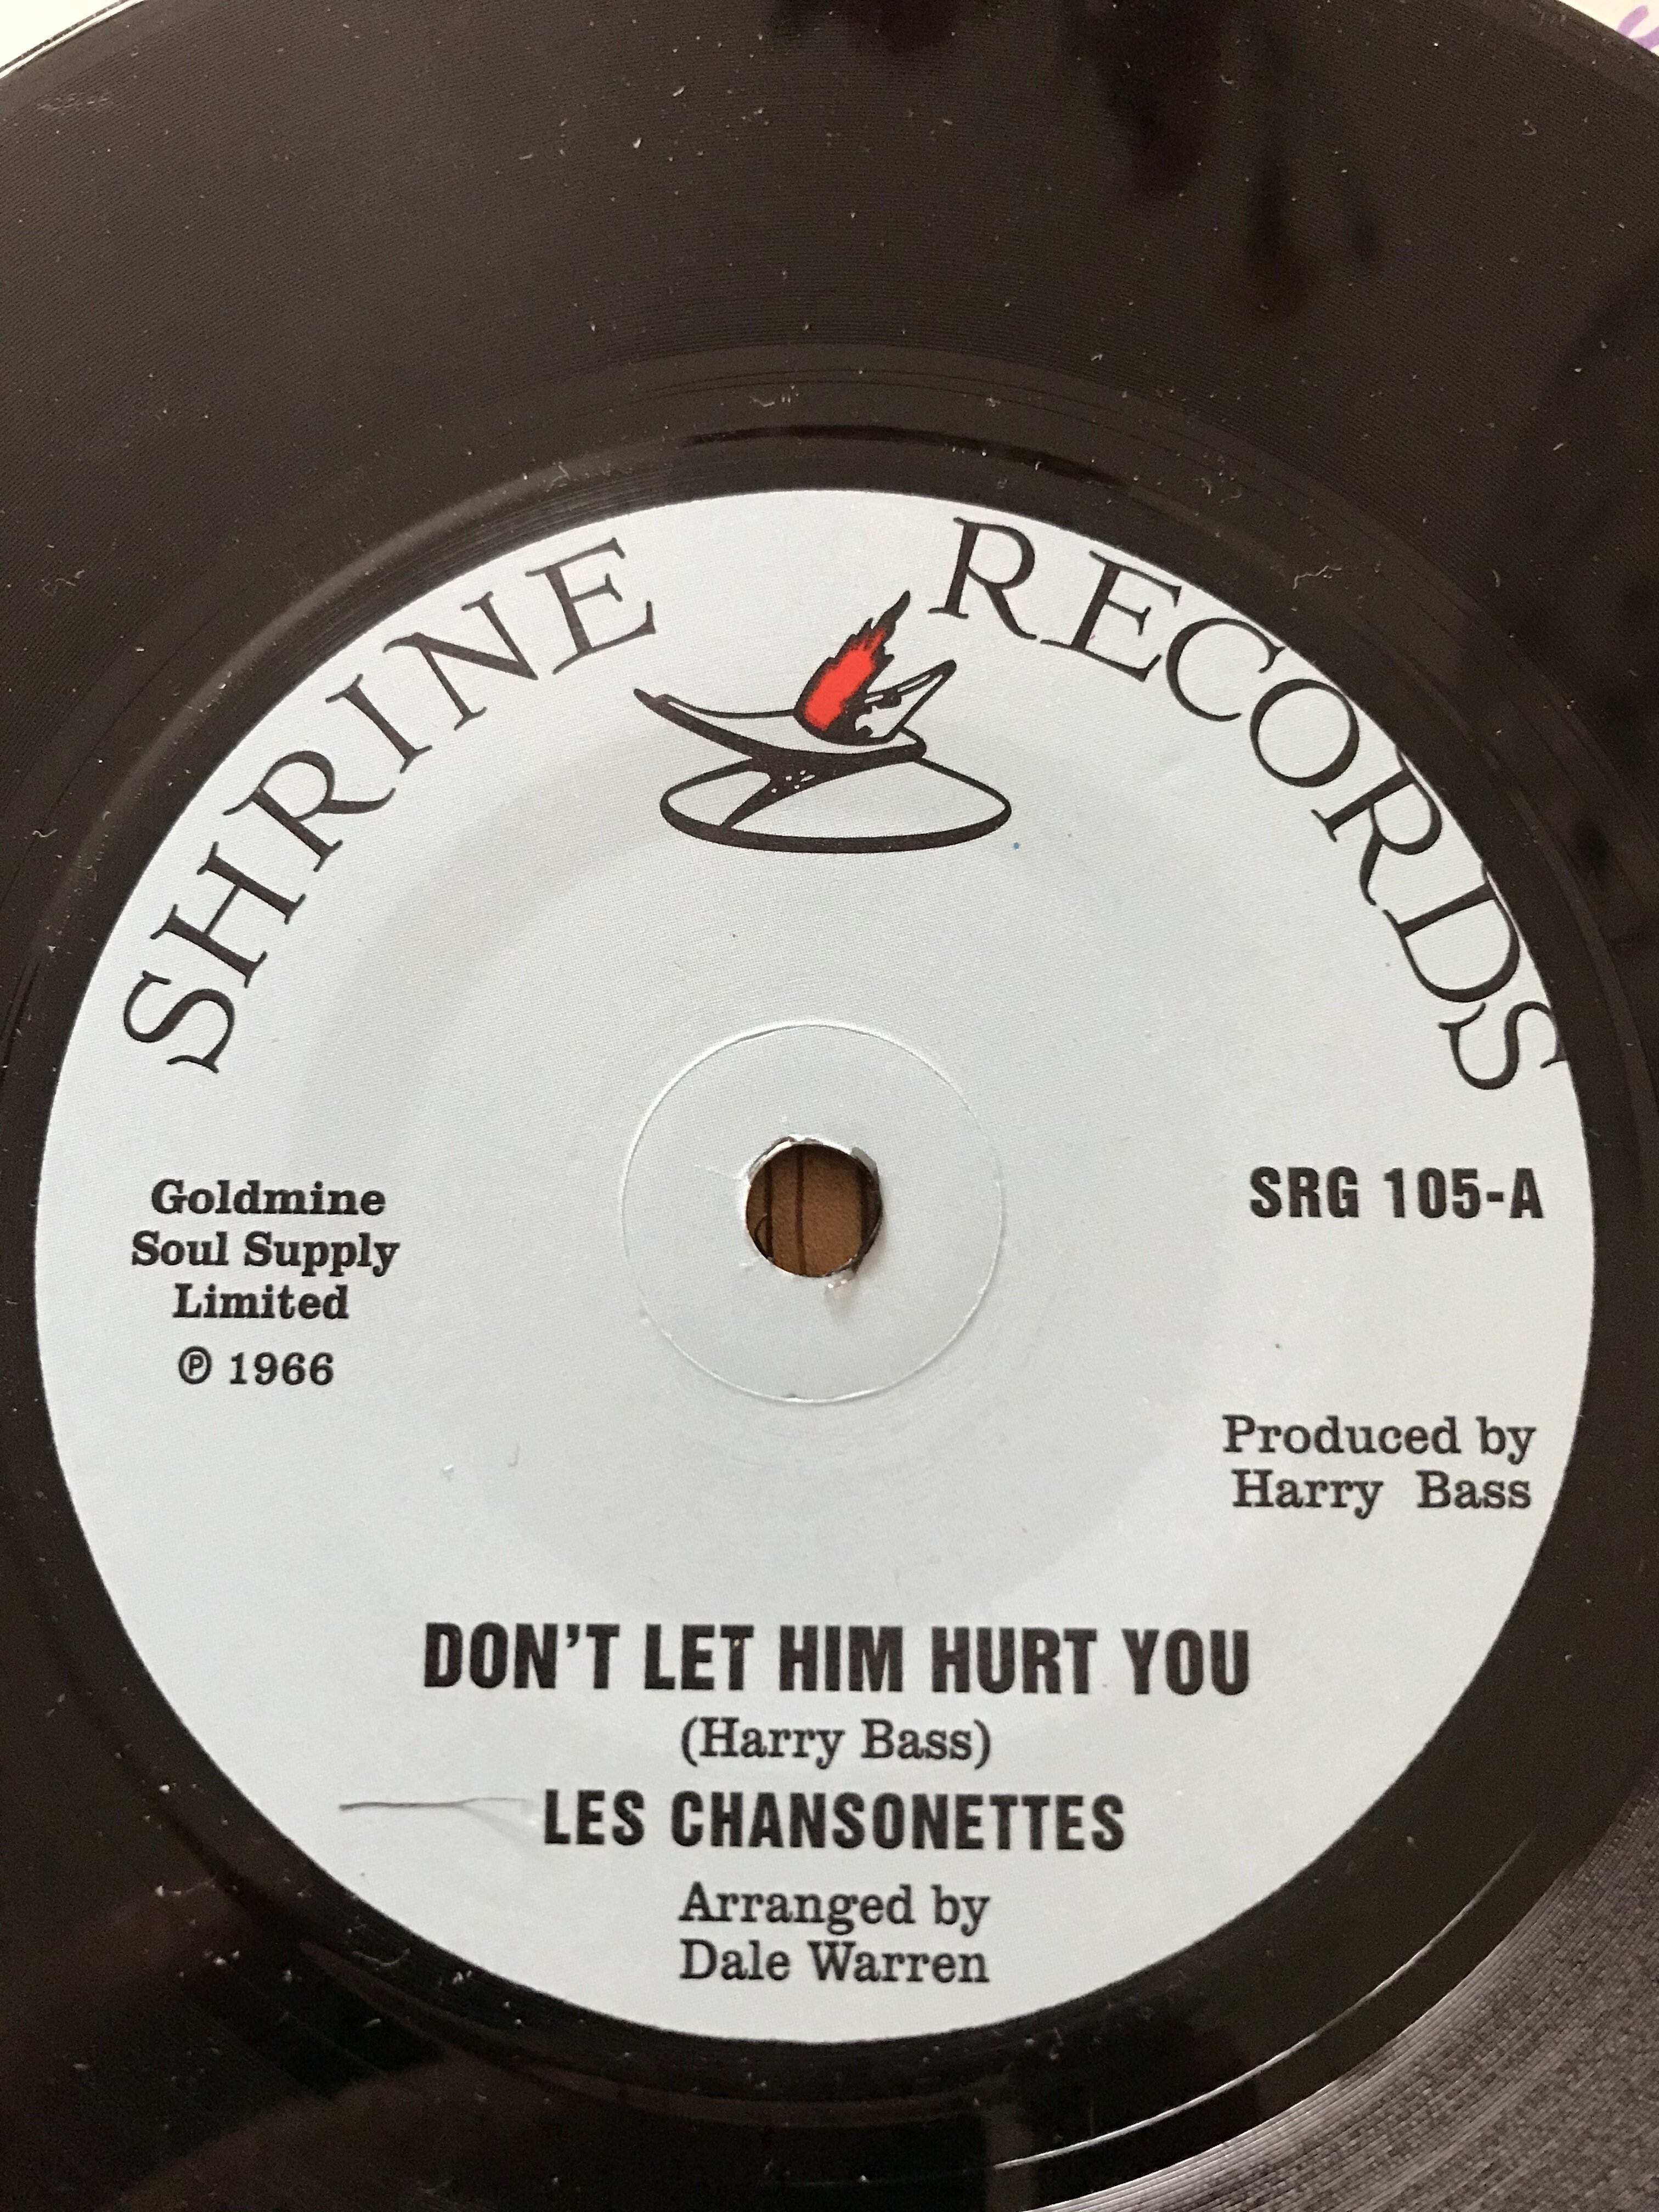 SHRINE RECORDS
Goldmine
Soul Supply
Limited
℗ 1966
SRG 105-A
Produced by
Harry Bass
DON'T LET HIM HURT YOU
(Harry Bass)
LES CHANSONETTES
Arranged by
Dale Warren